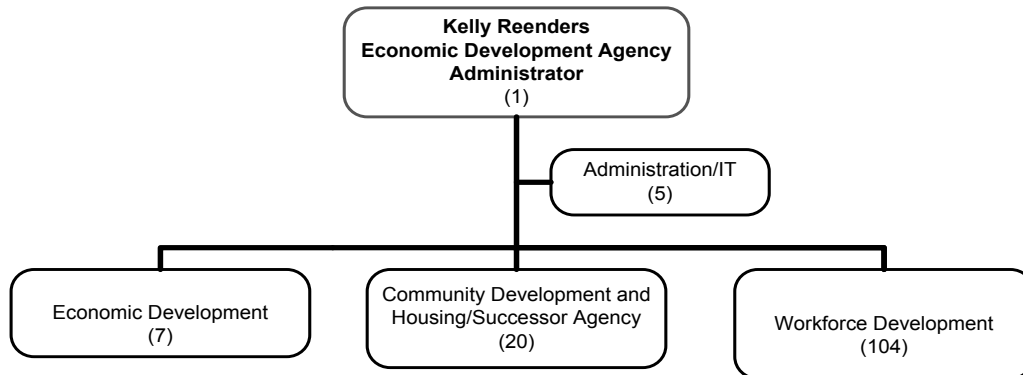 Kelly Reenders
Economic Development Agency
Administrator
(1)
Administration/IT
(5)
Economic Development
(7)
Community Development and
Housing/Successor Agency
(20)
Workforce Development
(104)